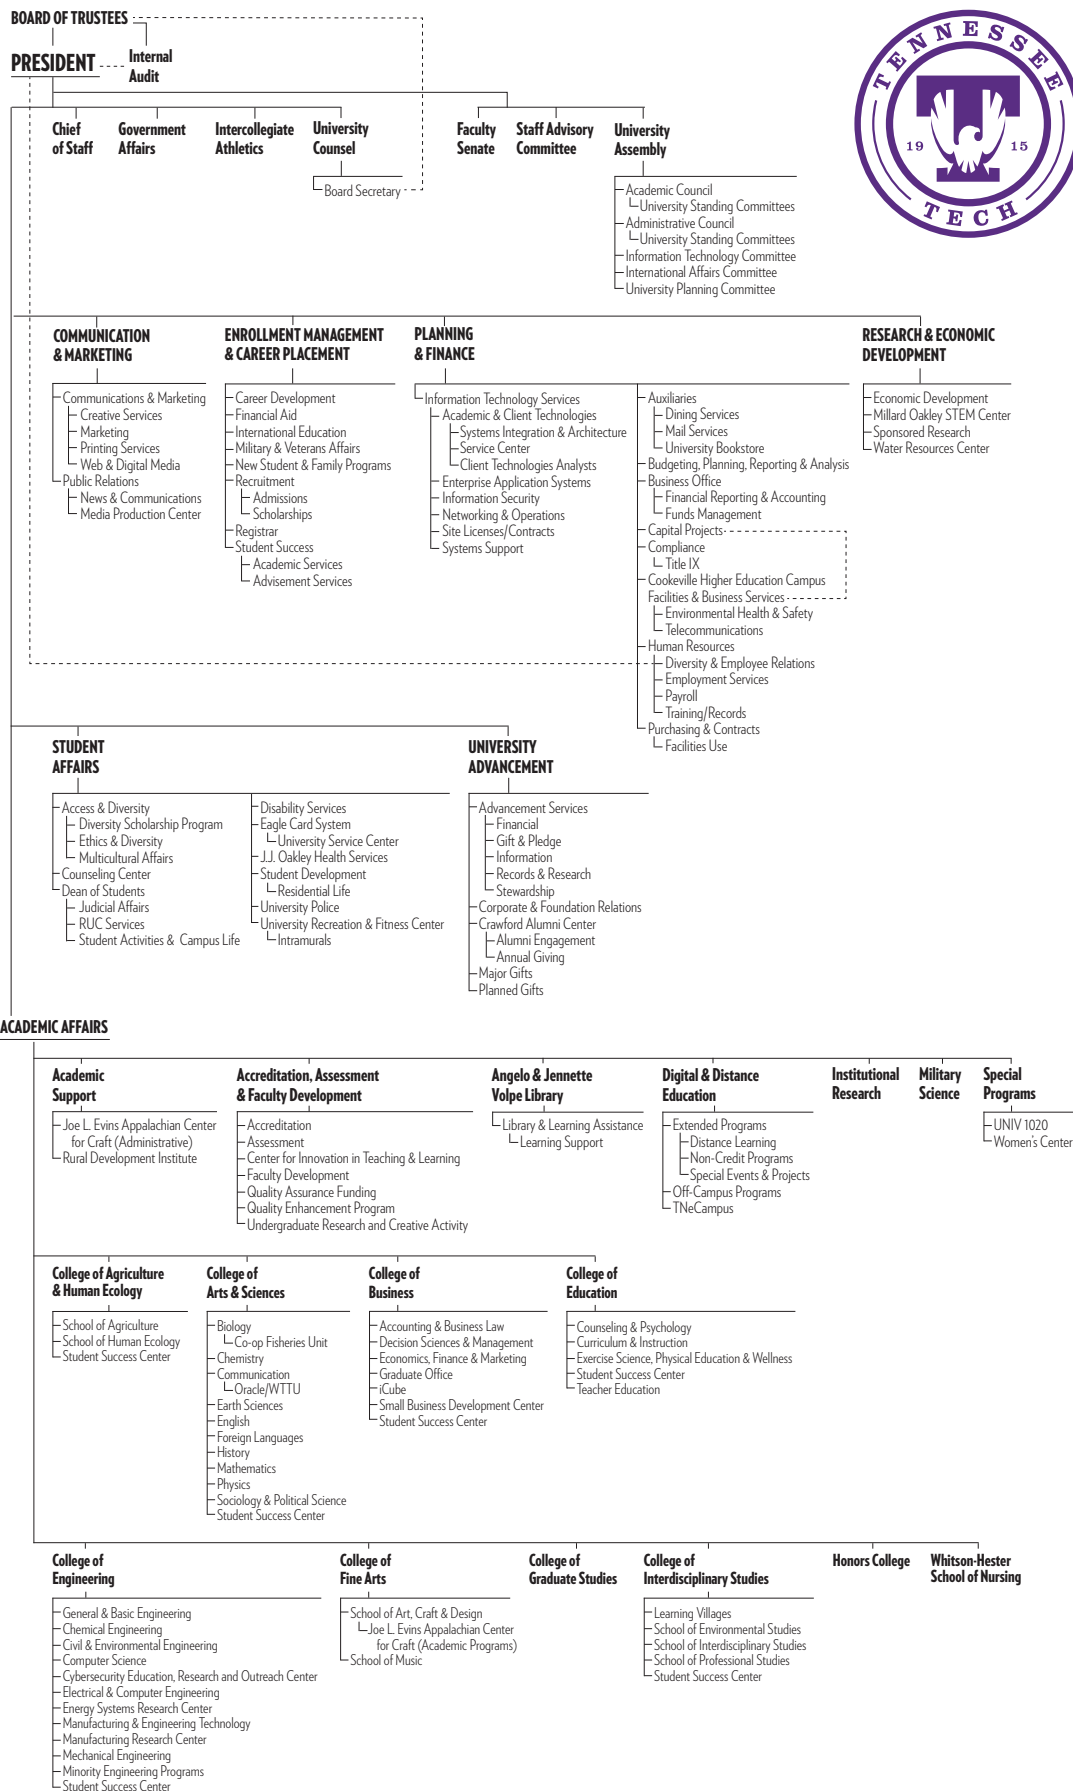 BOARD OF TRUSTEES
PRESIDENT
Internal
Audit
TENNESSEE
TECH
19 15
T
Chief
of Staff
Government
Affairs
Intercollegiate
Athletics
University
Counsel
Board Secretary
Faculty
Senate
Staff Advisory
Committee
University
Assembly
Academic Council
University Standing Committees
Administrative Council
University Standing Committees
Information Technology Committee
International Affairs Committee
University Planning Committee
COMMUNICATION
& MARKETING
Communications & Marketing
Creative Services
Marketing
Printing Services
Web & Digital Media
Public Relations
News & Communications
Media Production Center
ENROLLMENT MANAGEMENT
& CAREER PLACEMENT
Career Development
Financial Aid
International Education
Military & Veterans Affairs
New Student & Family Programs
Recruitment
Admissions
Scholarships
Registrar
Student Success
Academic Services
Advisement Services
PLANNING
& FINANCE
Information Technology Services
Academic & Client Technologies
Systems Integration & Architecture
Service Center
Client Technologies Analysts
Enterprise Application Systems
Information Security
Networking & Operations
Site Licenses/Contracts
Systems Support
Auxiliaries
Dining Services
Mail Services
University Bookstore
Budgeting, Planning, Reporting & Analysis
Business Office
Financial Reporting & Accounting
Funds Management
Capital Projects
Compliance
Title IX
Cookeville Higher Education Campus
Facilities & Business Services
Environmental Health & Safety
Telecommunications
Human Resources
Diversity & Employee Relations
Employment Services
Payroll
Training/Records
Purchasing & Contracts
Facilities Use
RESEARCH & ECONOMIC
DEVELOPMENT
Economic Development
Millard Oakley STEM Center
Sponsored Research
Water Resources Center
STUDENT
AFFAIRS
Access & Diversity
Diversity Scholarship Program
Ethics & Diversity
Multicultural Affairs
Counseling Center
Dean of Students
Judicial Affairs
RUC Services
Student Activities & Campus Life
Disability Services
Eagle Card System
University Service Center
J.J. Oakley Health Services
Student Development
Residential Life
University Police
University Recreation & Fitness Center
Intramurals
UNIVERSITY
ADVANCEMENT
Advancement Services
Financial
Gift & Pledge
Information
Records & Research
Stewardship
Corporate & Foundation Relations
Crawford Alumni Center
Alumni Engagement
Annual Giving
Major Gifts
Planned Gifts
ACADEMIC AFFAIRS
Academic
Support
Joe L. Evins Appalachian Center
for Craft (Administrative)
Rural Development Institute
Accreditation, Assessment
& Faculty Development
Accreditation
Assessment
Center for Innovation in Teaching & Learning
Faculty Development
Quality Assurance Funding
Quality Enhancement Program
Undergraduate Research and Creative Activity
Angelo & Jennette
Volpe Library
Library & Learning Assistance
Learning Support
Digital & Distance
Education
Extended Programs
Distance Learning
Non-Credit Programs
Special Events & Projects
Off-Campus Programs
TNeCampus
Institutional
Research
Military
Science
Special
Programs
UNIV 1020
Women's Center
College of Agriculture
& Human Ecology
School of Agriculture
School of Human Ecology
Student Success Center
College of
Arts & Sciences
Biology
Co-op Fisheries Unit
Chemistry
Communication
Oracle/WTTU
Earth Sciences
English
Foreign Languages
History
Mathematics
Physics
Sociology & Political Science
Student Success Center
College of
Business
Accounting & Business Law
Decision Sciences & Management
Economics, Finance & Marketing
Graduate Office
iCube
Small Business Development Center
Student Success Center
College of
Education
Counseling & Psychology
Curriculum & Instruction
Exercise Science, Physical Education & Wellness
Student Success Center
Teacher Education
College of
Engineering
General & Basic Engineering
Chemical Engineering
Civil & Environmental Engineering
Computer Science
Cybersecurity Education, Research and Outreach Center
Electrical & Computer Engineering
Energy Systems Research Center
Manufacturing & Engineering Technology
Manufacturing Research Center
Mechanical Engineering
Minority Engineering Programs
Student Success Center
College of
Fine Arts
School of Art, Craft & Design
Joe L. Evins Appalachian Center
for Craft (Academic Programs)
School of Music
College of
Graduate Studies
College of
Interdisciplinary Studies
Learning Villages
School of Environmental Studies
School of Interdisciplinary Studies
School of Professional Studies
Student Success Center
Honors College
Whitson-Hester
School of Nursing